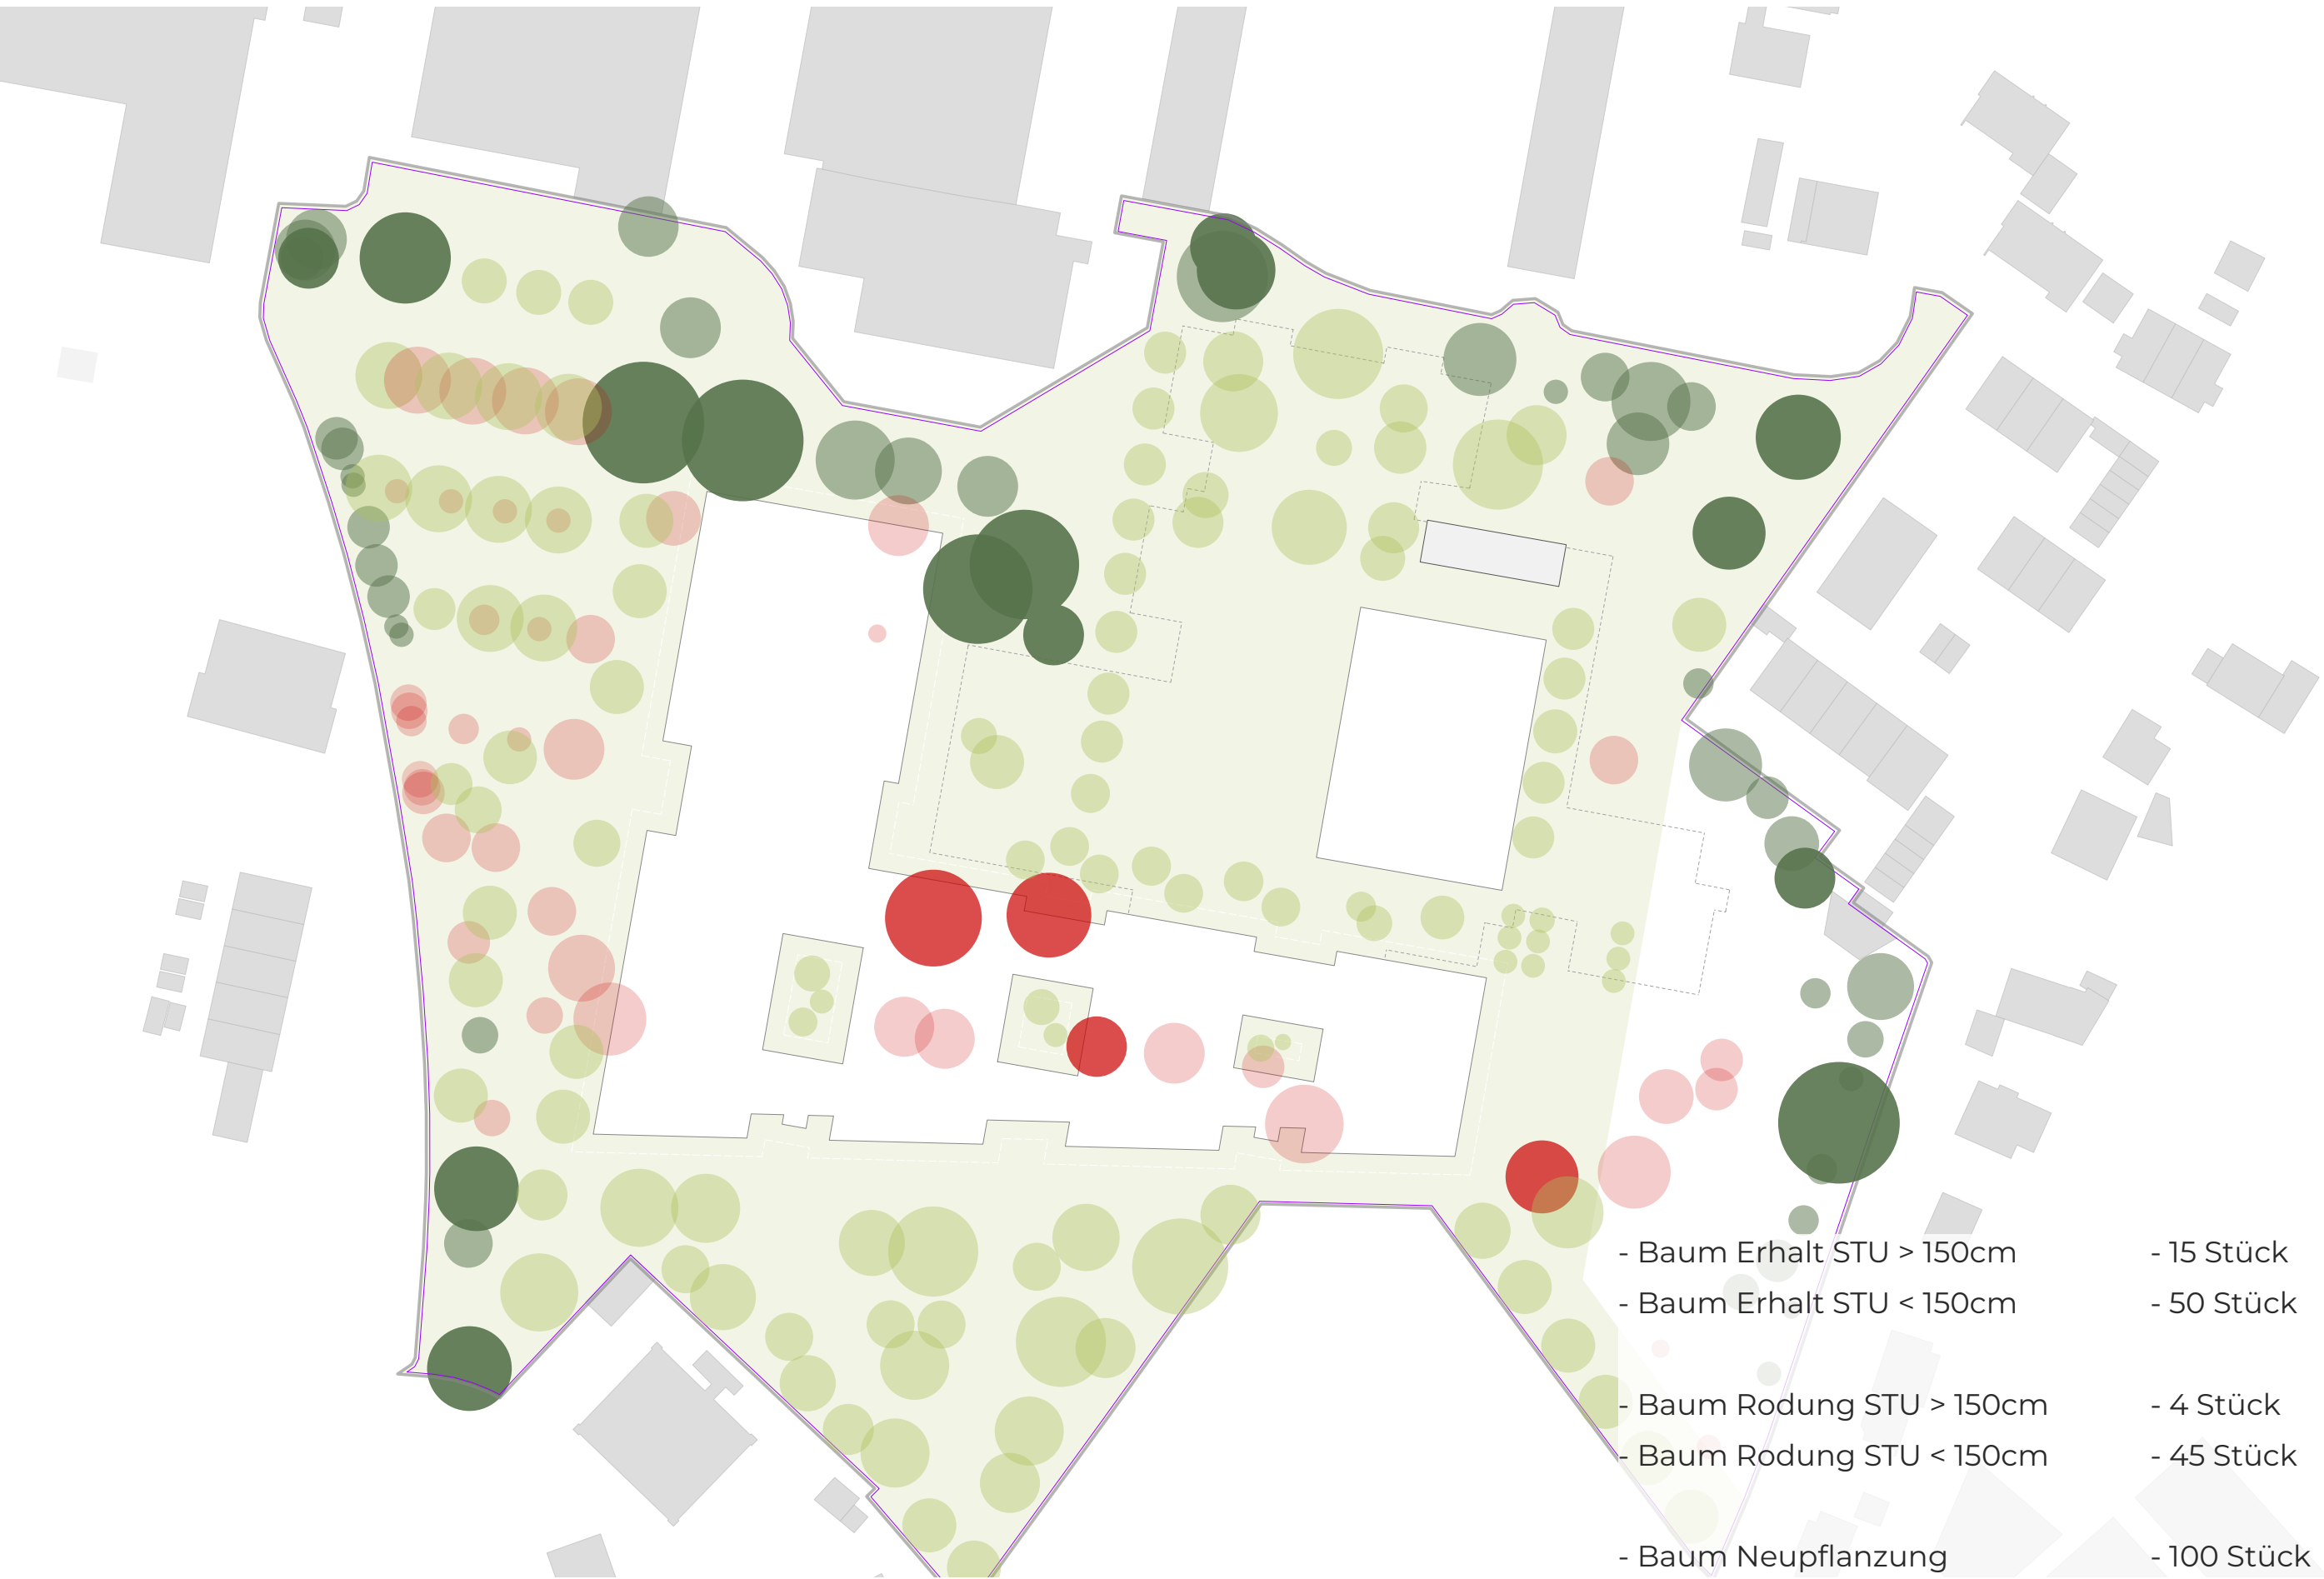 - Baum Erhalt STU > 150cm - 15 Stück
- Baum Erhalt STU < 150cm - 50 Stück
- Baum Rodung STU > 150cm - 4 Stück
- Baum Rodung STU < 150cm - 45 Stück
- Baum Neupflanzung - 100 Stück